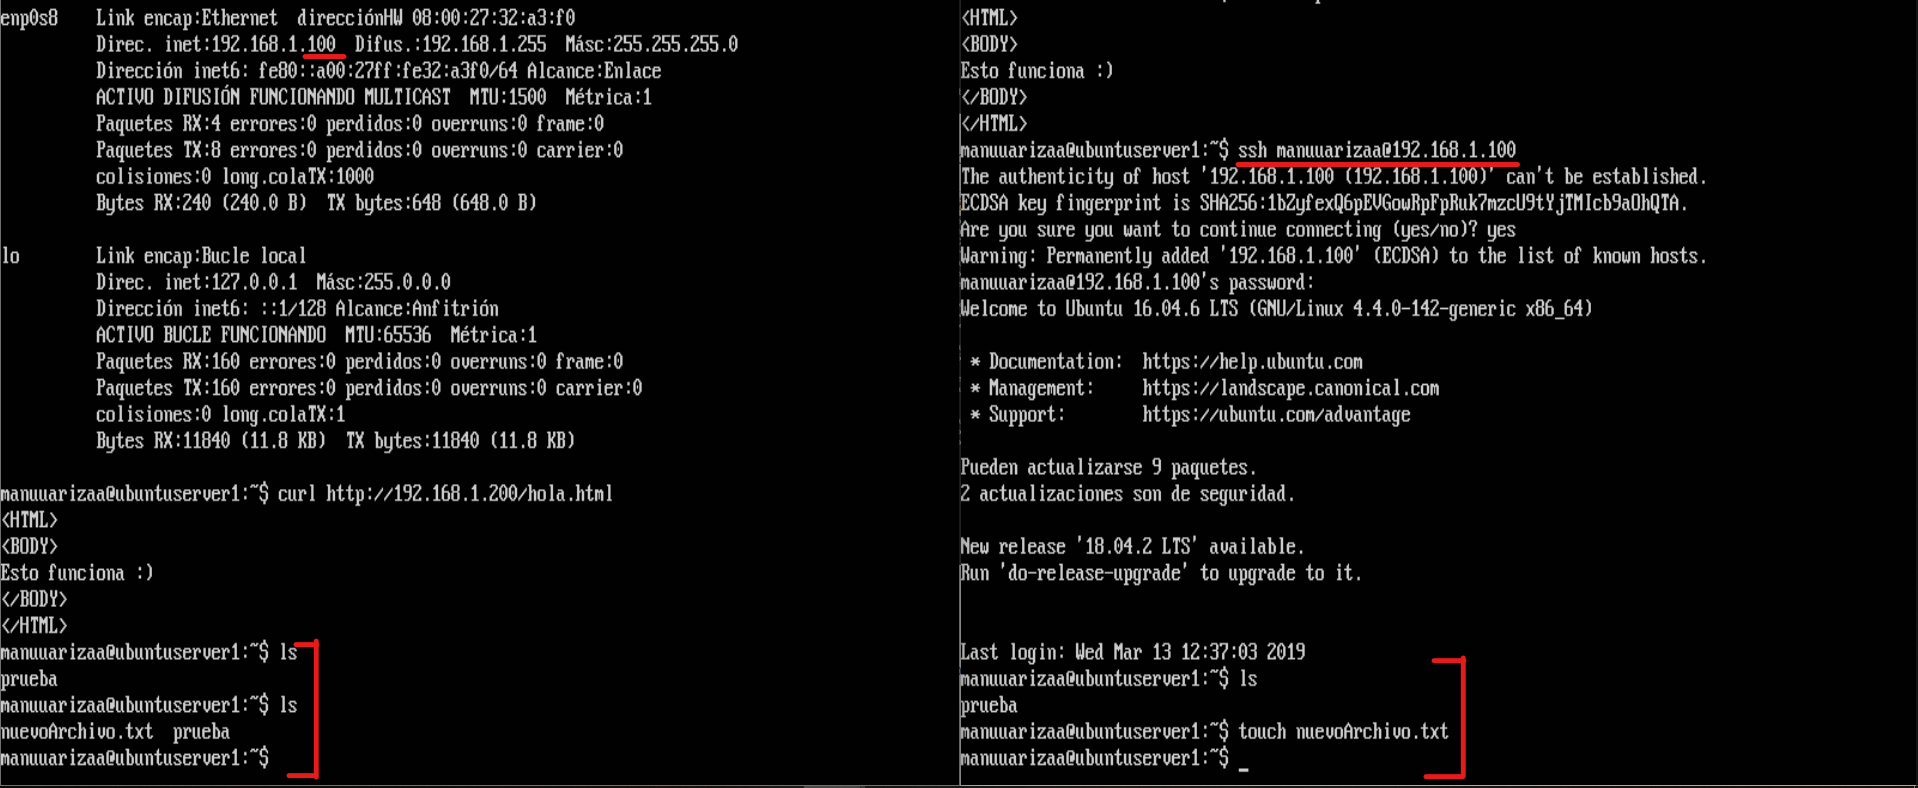 enp0s8    Link encap:Ethernet  direcciónHW 08:00:27:32:a3:f0
          Direc. inet:192.168.1.100  Difus.:192.168.1.255  Másc:255.255.255.0
          Dirección inet6: fe80::a00:27ff:fe32:a3f0/64 Alcance:Enlace
          ACTIVO DIFUSIÓN FUNCIONANDO MULTICAST  MTU:1500  Métrica:1
          Paquetes RX:4 errores:0 perdidos:0 overruns:0 frame:0
          Paquetes TX:8 errores:0 perdidos:0 overruns:0 carrier:0
          colisiones:0 long.colaTX:1000
          Bytes RX:240 (240.0 B)  TX bytes:648 (648.0 B)
lo        Link encap:Bucle local
          Direc. inet:127.0.0.1  Másc:255.0.0.0
          Dirección inet6: ::1/128 Alcance:Anfitrión
          ACTIVO BUCLE FUNCIONANDO  MTU:65536  Métrica:1
          Paquetes RX:160 errores:0 perdidos:0 overruns:0 frame:0
          Paquetes TX:160 errores:0 perdidos:0 overruns:0 carrier:0
          colisiones:0 long.colaTX:1
          Bytes RX:11840 (11.8 KB)  TX bytes:11840 (11.8 KB)
manuuarizaa@ubuntuserver1:~$ curl http://192.168.1.200/hola.html
<HTML>
<BODY>
Esto funciona :)
</BODY>
</HTML>
manuuarizaa@ubuntuserver1:~$ ls
prueba
manuuarizaa@ubuntuserver1:~$ ls
nuevoArchivo.txt  prueba
manuuarizaa@ubuntuserver1:~$
<HTML>
<BODY>
Esto funciona :)
</BODY>
</HTML>
manuuarizaa@ubuntuserver1:~$ ssh manuuarizaa@192.168.1.100
The authenticity of host '192.168.1.100 (192.168.1.100)' can't be established.
ECDSA key fingerprint is SHA256:1bZyfexQ6pEVGowRpFpRuk7mzcU9tYjTMIcb9aOhQTA.
Are you sure you want to continue connecting (yes/no)? yes
Warning: Permanently added '192.168.1.100' (ECDSA) to the list of known hosts.
manuuarizaa@192.168.1.100's password:
Welcome to Ubuntu 16.04.6 LTS (GNU/Linux 4.4.0-142-generic x86_64)
 * Documentation:  https://help.ubuntu.com
 * Management:     https://landscape.canonical.com
 * Support:        https://ubuntu.com/advantage
Pueden actualizarse 9 paquetes.
2 actualizaciones son de seguridad.
New release '18.04.2 LTS' available.
Run 'do-release-upgrade' to upgrade to it.
Last login: Wed Mar 13 12:37:03 2019
manuuarizaa@ubuntuserver1:~$ ls
prueba
manuuarizaa@ubuntuserver1:~$ touch nuevoArchivo.txt
manuuarizaa@ubuntuserver1:~$ _